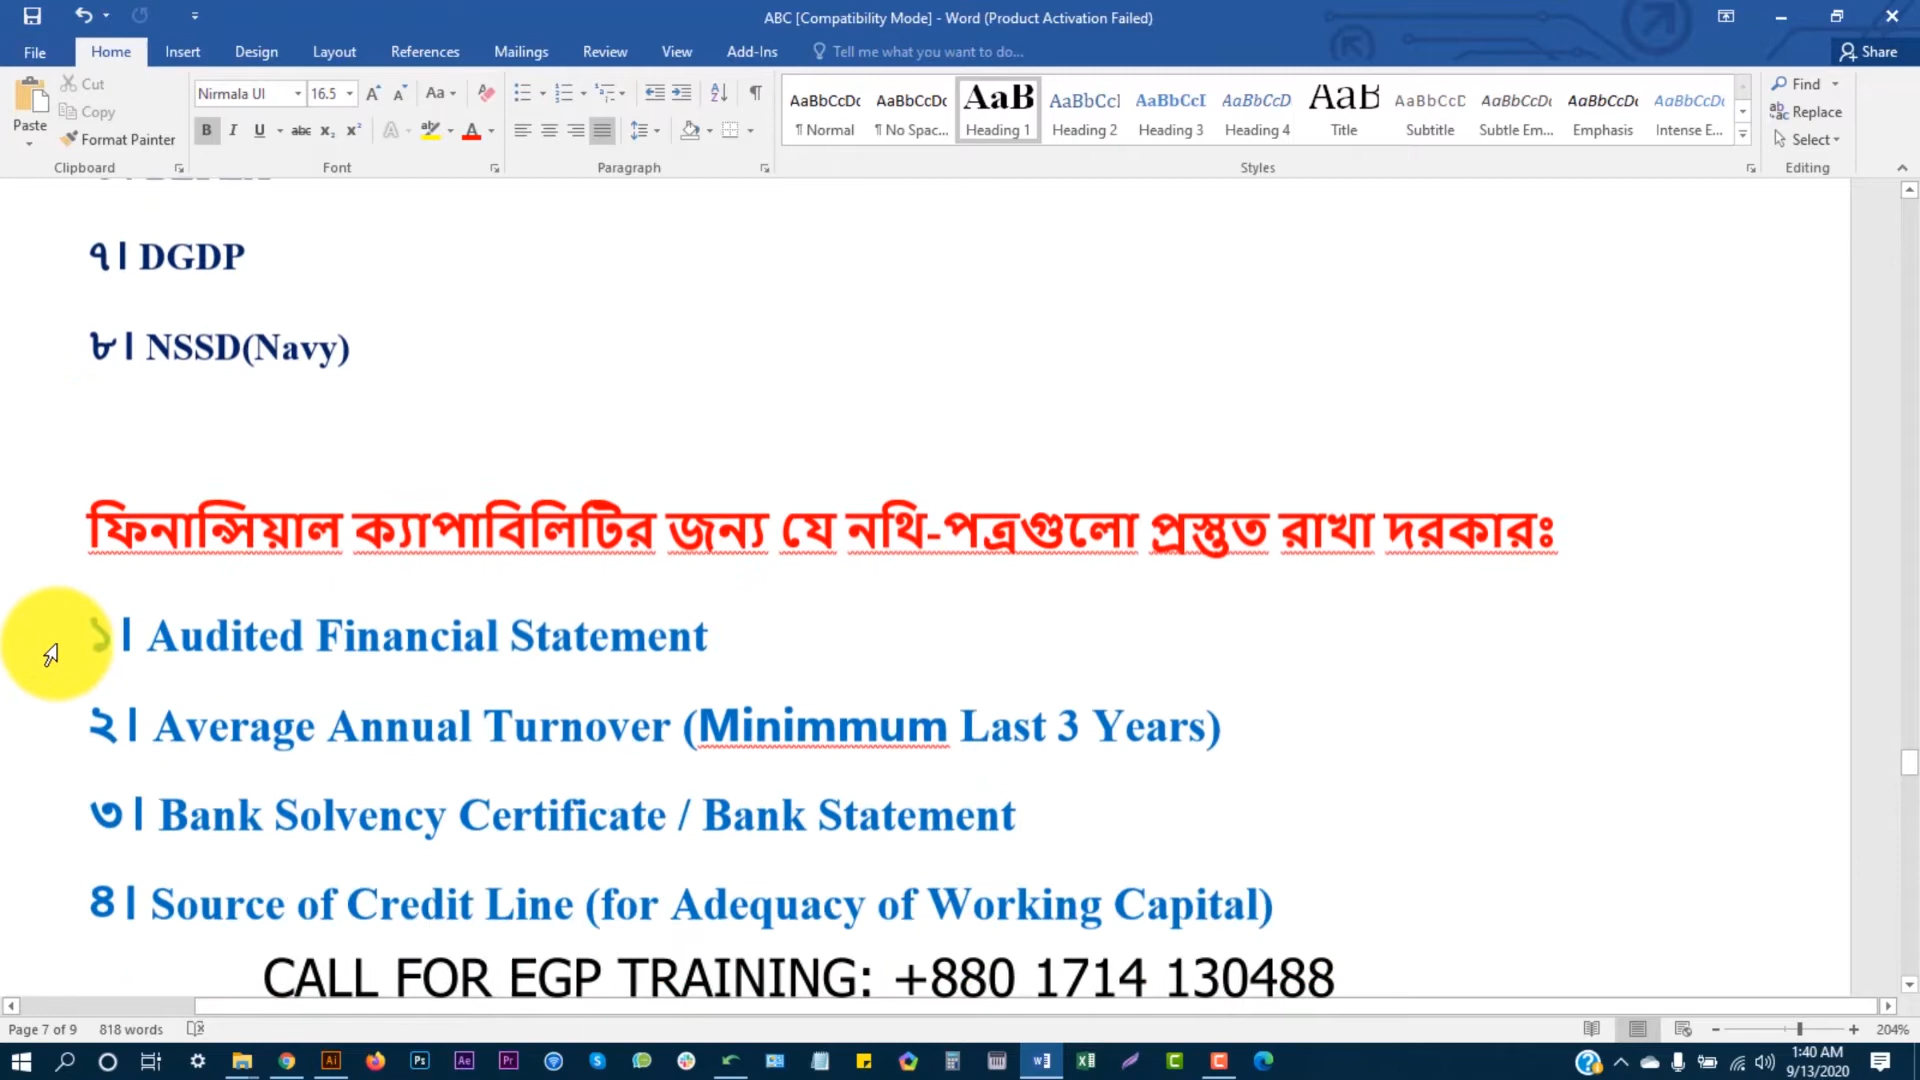 ABC [Compatibility Mode] - Word (Product Activation Failed)
File Home Insert Design Layout References Mailings Review View Add-Ins Tell me what you want to do... Share
Paste Cut Copy Format Painter
Nirmala UI 16.5
AaBbCcDc ¶ Normal
AaBbCcDc ¶ No Spac...
AaB Heading 1
AaBbCcI Heading 2
AaBbCcI Heading 3
AaBbCcD Heading 4
AaB Title
AaBbCcD Subtitle
AaBbCcDt Subtle Em...
AaBbCcDt Emphasis
AaBbCcDt Intense E...
Find
Replace
Select
Clipboard Font Paragraph Styles Editing
৭। DGDP
৮। NSSD(Navy)
ফিনান্সিয়াল ক্যাপাবিলিটির জন্য যে নথি-পত্রগুলো প্রস্তুত রাখা দরকারঃ
১। Audited Financial Statement
২। Average Annual Turnover (Minimmum Last 3 Years)
৩। Bank Solvency Certificate / Bank Statement
৪। Source of Credit Line (for Adequacy of Working Capital)
CALL FOR EGP TRAINING: +880 1714 130488
Page 7 of 9 818 words 204%
1:40 AM
9/13/2020